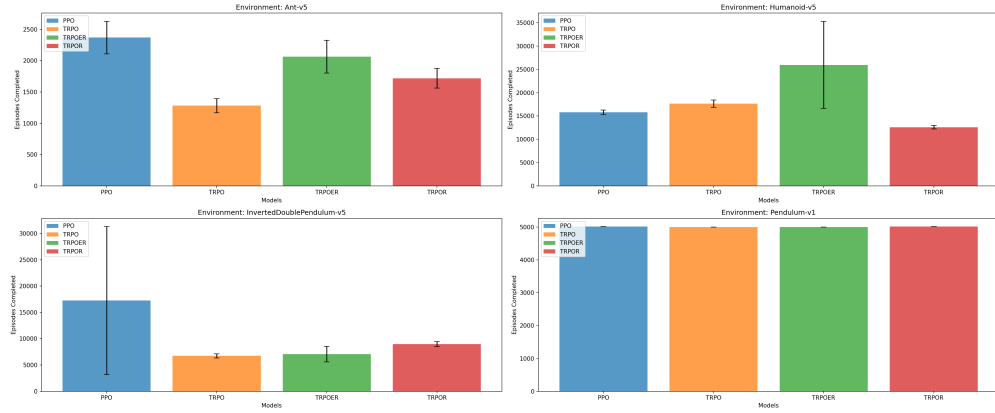 Environment: Ant-v5
PPO
TRPO
TRPOER
TRPOR
Episodes Completed
2500
2000
1500
1000
500
0
PPO
TRPO
TRPOER
TRPOR
Models
Environment: Humanoid-v5
PPO
TRPO
TRPOER
TRPOR
Episodes Completed
35000
30000
25000
20000
15000
10000
5000
0
PPO
TRPO
TRPOER
TRPOR
Models
Environment: InvertedDoublePendulum-v5
PPO
TRPO
TRPOER
TRPOR
Episodes Completed
30000
25000
20000
15000
10000
5000
0
PPO
TRPO
TRPOER
TRPOR
Models
Environment: Pendulum-v1
PPO
TRPO
TRPOER
TRPOR
Episodes Completed
5000
4000
3000
2000
1000
0
PPO
TRPO
TRPOER
TRPOR
Models